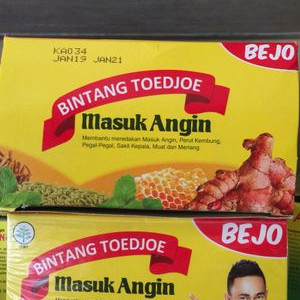 KA034
JAN19 JAN21
BEJO
BINTANG TOEDJOE
Masuk Angin
Membantu meredakan Masuk Angin, Perut Kembung,
Pegal-Pegal, Sakit Kepala, Mual dan Meriang
BEJO
BINTANG TOEDJOE
Masuk Angin